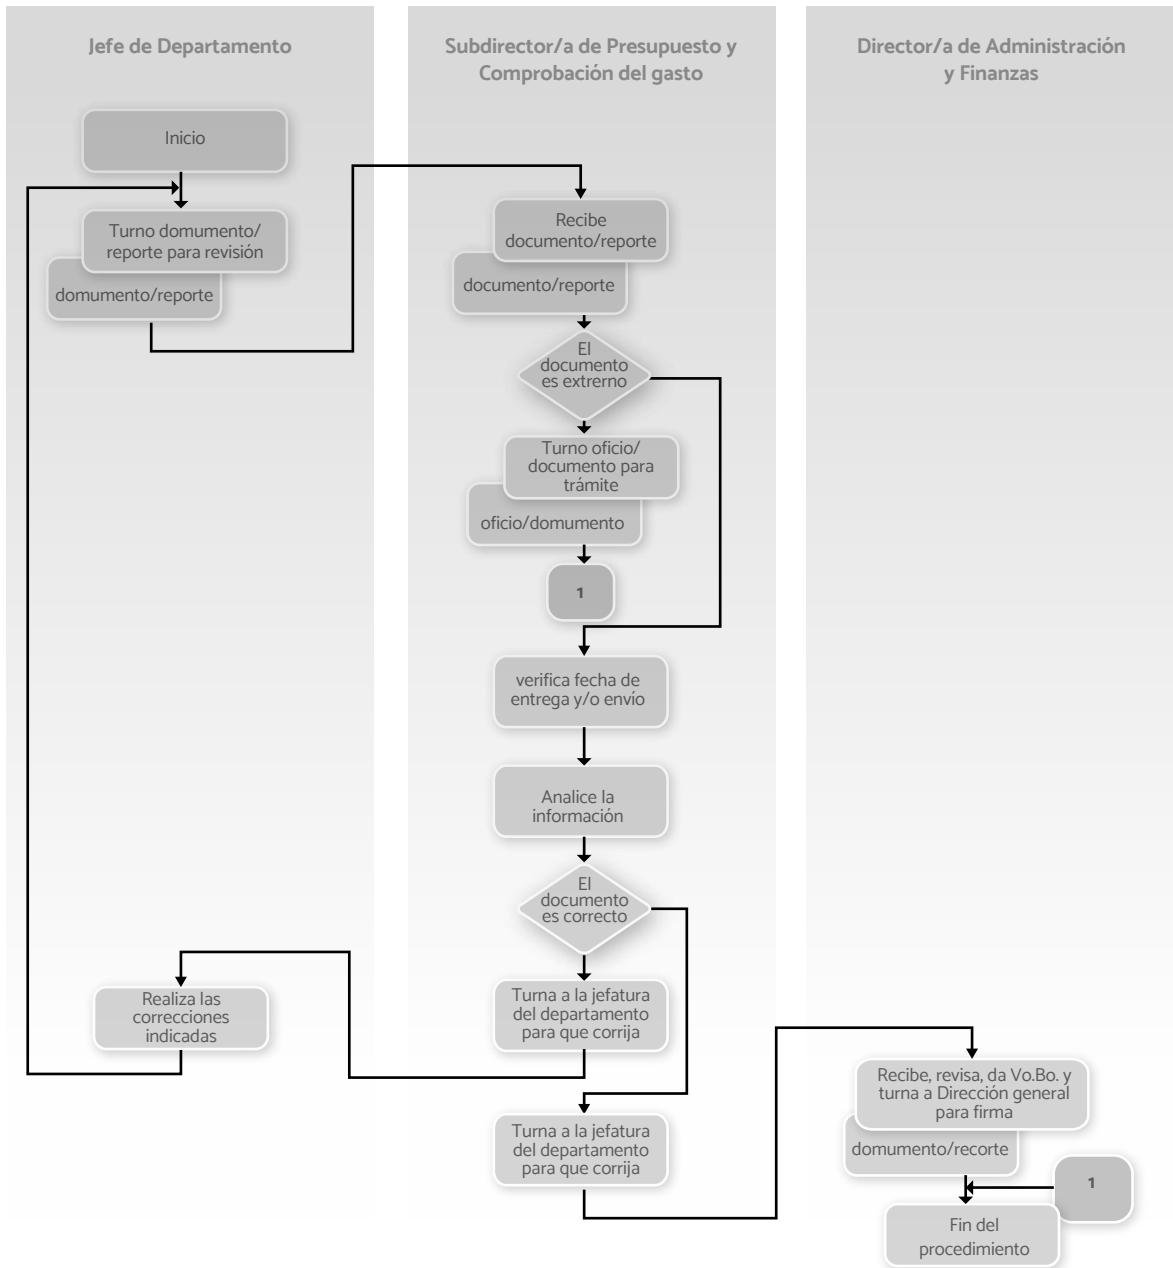 Jefe de Departamento
Subdirector/a de Presupuesto y
Comprobación del gasto
Director/a de Administración
y Finanzas
Inicio
Turno domumento/
reporte para revisión
domumento/reporte
Recibe
documento/reporte
documento/reporte
El
documento
es extrerno
Turno oficio/
documento para
trámite
oficio/domumento
1
verifica fecha de
entrega y/o envío
Analice la
información
El
documento
es correcto
Turna a la jefatura
del departamento
para que corrija
Realiza las
correcciones
indicadas
Turna a la jefatura
del departamento
para que corrija
Recibe, revisa, da Vo.Bo. y
turna a Dirección general
para firma
domumento/recorte
1
Fin del
procedimiento